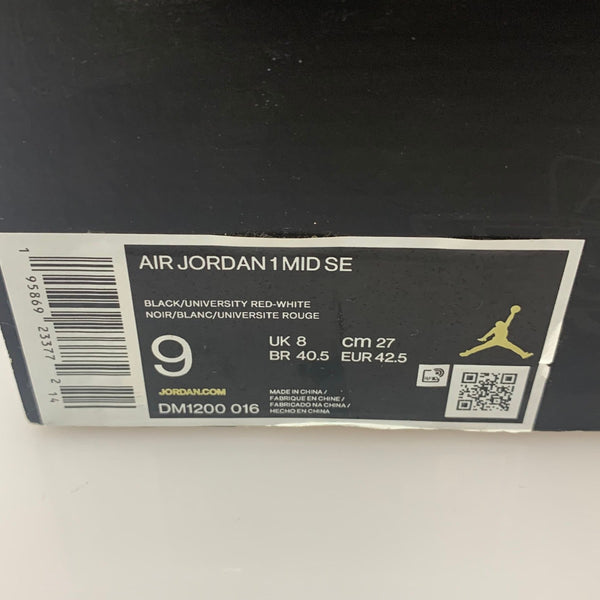 AIR JORDAN 1 MID SE
BLACK/UNIVERSITY RED-WHITE
NOIR/BLANC/UNIVERSITE ROUGE
9
UK 8 cm 27
BR 40.5 EUR 42.5
JORDAN.COM
DM1200 016
MADE IN CHINA/
FABRIQUE EN CHINE/
FABRICADO NA CHINA/
HECHO EN CHINA
1 95869 23377 2 14